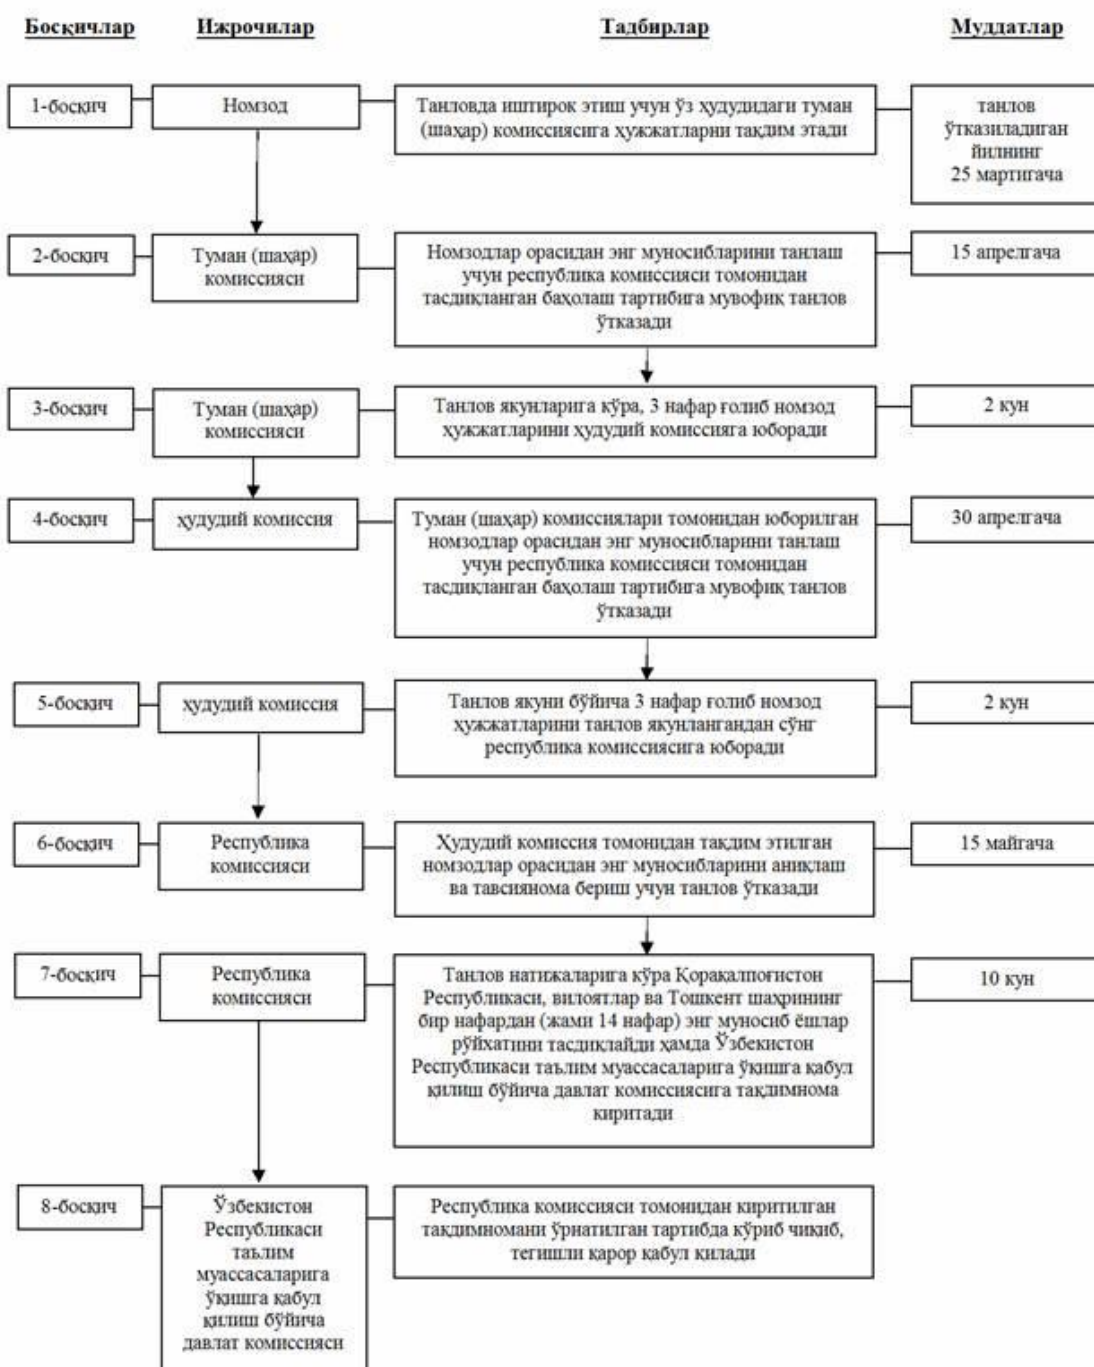 Босқичлар Ижрочилар Тадбирлар Муддатлар
1-босқич
Номзод
Танловда иштирок этиш учун ўз ҳудудидаги туман
(шаҳар) комиссиясига ҳужжатларни тақдим этади
танлов
ўтказиладиган
йилнинг
25 мартигача
2-босқич
Туман (шаҳар)
комиссияси
Номзодлар орасидан энг муносибларини танлаш
учун республика комиссияси томонидан
тасдиқланган баҳолаш тартибига мувофиқ танлов
ўтказади
15 апрелгача
3-босқич
Туман (шаҳар)
комиссияси
Танлов якунларига кўра, 3 нафар ғолиб номзод
ҳужжатларини ҳудудий комиссияга юборади
2 кун
4-босқич
ҳудудий комиссия
Туман (шаҳар) комиссиялари томонидан юборилган
номзодлар орасидан энг муносибларини танлаш
учун республика комиссияси томонидан
тасдиқланган баҳолаш тартибига мувофиқ танлов
ўтказади
30 апрелгача
5-босқич
ҳудудий комиссия
Танлов якуни бўйича 3 нафар ғолиб номзод
ҳужжатларини танлов якунлангандан сўнг
республика комиссиясига юборади
2 кун
6-босқич
Республика
комиссияси
Ҳудудий комиссия томонидан тақдим этилган
номзодлар орасидан энг муносибларини аниқлаш
ва тавсиянома бериш учун танлов ўтказади
15 майгача
7-босқич
Республика
комиссияси
Танлов натижаларига кўра Қорақалпоғистон
Республикаси, вилоятлар ва Тошкент шаҳрининг
бир нафардан (жами 14 нафар) энг муносиб ёшлар
рўйхатини тасдиқлайди ҳамда Ўзбекистон
Республикаси таълим муассасаларига ўқишга қабул
қилиш бўйича давлат комиссиясига тақдимнома
киритади
10 кун
8-босқич
Ўзбекистон
Республикаси
таълим
муассасаларига
ўқишга қабул
қилиш бўйича
давлат комиссияси
Республика комиссияси томонидан киритилган
тақдимномани ўрнатилган тартибда кўриб чиқиб,
тегишли қарор қабул қилади